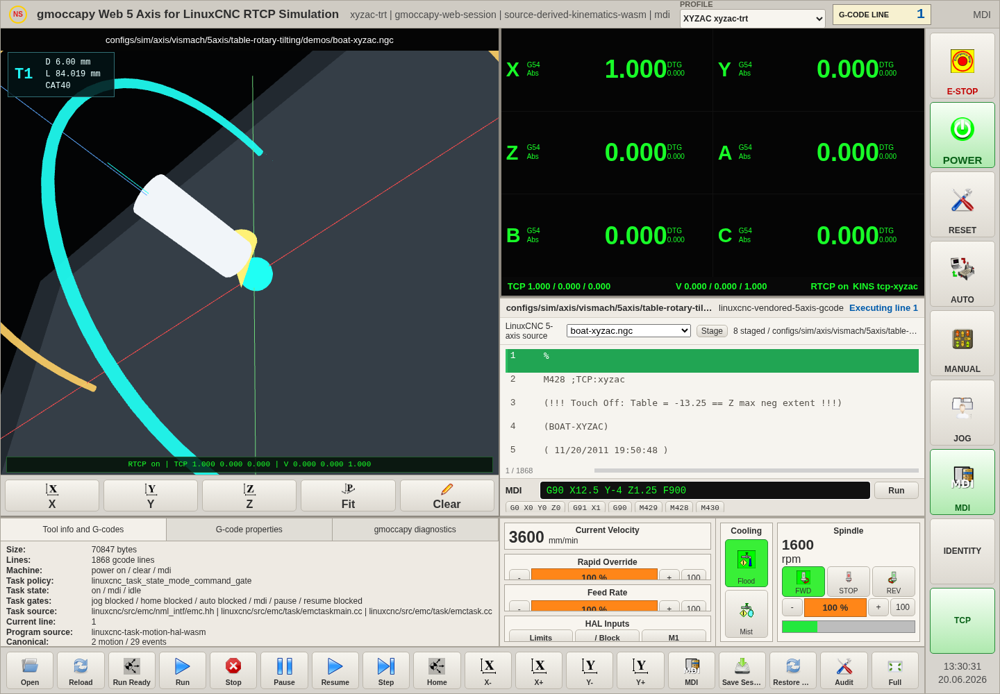 NS gmoccapy Web 5 Axis for LinuxCNC RTCP Simulation xyzac-trt | gmoccapy-web-session | source-derived-kinematics-wasm | mdi PROFILE XYZAC xyzac-trt G-CODE LINE 1 MDI
configs/sim/axis/vismach/5axis/table-rotary-tilting/demos/boat-xyzac.ngc
T1
D 6.00 mm
L 84.019 mm
CAT40
RTCP on | TCP 1.000 0.000 0.000 | V 0.000 0.000 1.000
X Y Z P
X Y Z Fit Clear
X G54 Abs 1.000 DTG 0.000
Y G54 Abs 0.000 DTG 0.000
Z G54 Abs 0.000 DTG 0.000
A G54 Abs 0.000 DTG 0.000
B G54 Abs 0.000 DTG 0.000
C G54 Abs 0.000 DTG 0.000
TCP 1.000 / 0.000 / 0.000 V 0.000 / 0.000 / 1.000 RTCP on KINS tcp-xyzac
configs/sim/axis/vismach/5axis/table-rotary-til… linuxcnc-vendored-5axis-gcode Executing line 1
LinuxCNC 5-
axis source
boat-xyzac.ngc Stage 8 staged / configs/sim/axis/vismach/5axis/table-…
1 %
2 M428 ;TCP:xyzac
3 (!!! Touch Off: Table = -13.25 == Z max neg extent !!!)
4 (BOAT-XYZAC)
5 ( 11/20/2011 19:50:48 )
1 / 1868
MDI G90 X12.5 Y-4 Z1.25 F900 Run
G0 X0 Y0 Z0 G91 X1 G90 M429 M428 M430
E-STOP
POWER
RESET
AUTO
MANUAL
JOG
MDI
MDI
IDENTITY
TCP
13:30:31
20.06.2026
Tool info and G-codes G-code properties gmoccapy diagnostics
Size: 70847 bytes
Lines: 1868 gcode lines
Machine: power on / clear / mdi
Task policy: linuxcnc_task_state_mode_command_gate
Task state: on / mdi / idle
Task gates: jog blocked / home blocked / auto blocked / mdi / pause / resume blocked
Task source: linuxcnc/src/emc/nml_intf/emc.hh | linuxcnc/src/emc/task/emctaskmain.cc | linuxcnc/src/emc/task/emctask.cc
Current line: 1
Program source: linuxcnc-task-motion-hal-wasm
Canonical: 2 motion / 29 events
Current Velocity
3600 mm/min
Rapid Override
- 100 % + 100
Feed Rate
- 100 % + 100
HAL Inputs
Limits / Block M1
Cooling
Flood
Mist
Spindle
1600
rpm
FWD STOP REV
- 100 % + 100
X X Y Y MDI
Open Reload Run Ready Run Stop Pause Resume Step Home X- X+ Y- Y+ MDI Save Ses… Restore … Audit Full